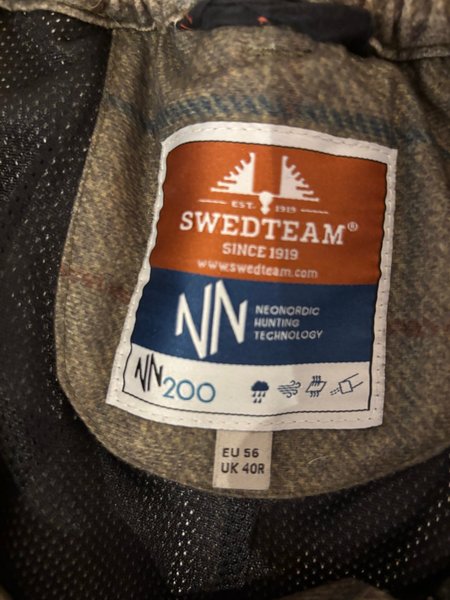 EST. 1919
SWEDTEAM®
SINCE 1919
www.swedteam.com
NN NEONORDIC
HUNTING
TECHNOLOGY
NN200
EU 56
UK 40R